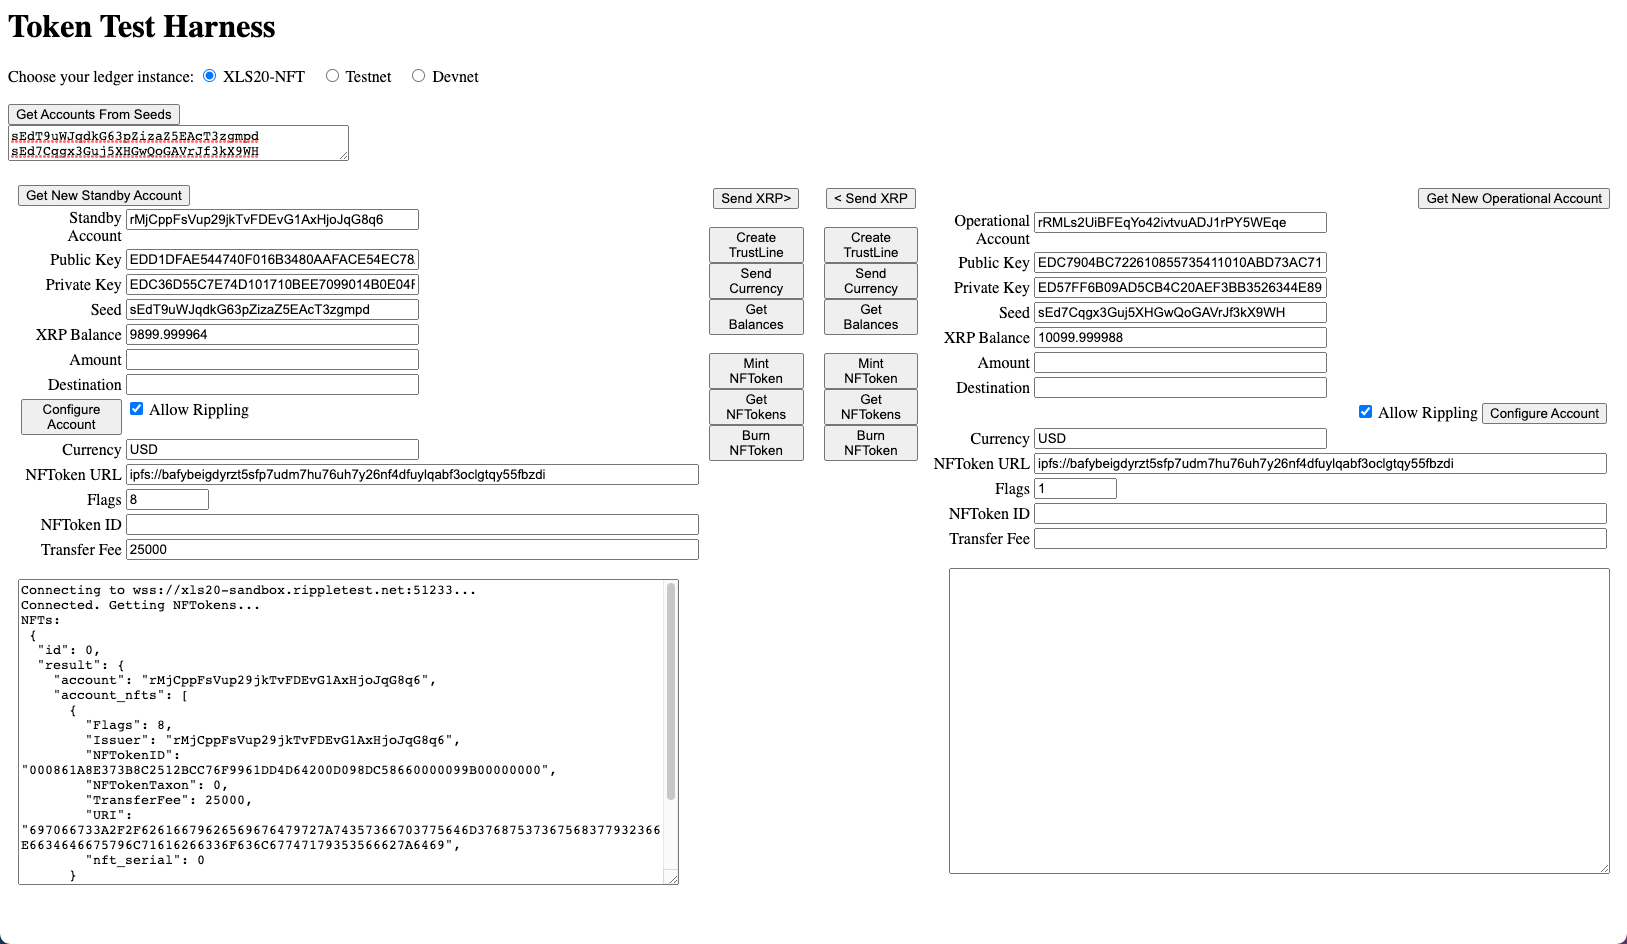 Token Test Harness
Choose your ledger instance: XLS20-NFT Testnet Devnet
Get Accounts From Seeds
sEdT9uWJqdkG63pZizaZ5EAcT3zgmpd
sEd7Cqgx3Guj5XHGwQoGAVrJf3kX9WH
Get New Standby Account
Standby Account rMjCppFsVup29jkTvFDEvG1AxHjoJqG8q6
Public Key EDD1DFAE544740F016B3480AAFACE54EC78
Private Key EDC36D55C7E74D101710BEE7099014B0E04F
Seed sEdT9uWJqdkG63pZizaZ5EAcT3zgmpd
XRP Balance 9899.999964
Amount
Destination
Configure Account Allow Rippling
Currency USD
NFToken URL ipfs://bafybeigdyrzt5sfp7udm7hu76uh7y26nf4dfuylqabf3oclgtqy55fbzdi
Flags 8
NFToken ID
Transfer Fee 25000
Send XRP> < Send XRP
Create TrustLine Create TrustLine
Send Currency Send Currency
Get Balances Get Balances
Mint NFToken Mint NFToken
Get NFTokens Get NFTokens
Burn NFToken Burn NFToken
Get New Operational Account
Operational Account rRMLs2UiBFEqYo42ivtvuADJ1rPY5WEqe
Public Key EDC7904BC722610855735411010ABD73AC71
Private Key ED57FF6B09AD5CB4C20AEF3BB3526344E89
Seed sEd7Cqgx3Guj5XHGwQoGAVrJf3kX9WH
XRP Balance 10099.999988
Amount
Destination
Allow Rippling Configure Account
Currency USD
NFToken URL ipfs://bafybeigdyrzt5sfp7udm7hu76uh7y26nf4dfuylqabf3oclgtqy55fbzdi
Flags 1
NFToken ID
Transfer Fee
Connecting to wss://xls20-sandbox.rippletest.net:51233...
Connected. Getting NFTokens...
NFTs:
{
"id": 0,
"result": {
"account": "rMjCppFsVup29jkTvFDEvG1AxHjoJqG8q6",
"account_nfts": [
{
"Flags": 8,
"Issuer": "rMjCppFsVup29jkTvFDEvG1AxHjoJqG8q6",
"NFTokenID":
"000861A8E373B8C2512BCC76F9961DD4D64200D098DC58660000099B00000000",
"NFTokenTaxon": 0,
"TransferFee": 25000,
"URI":
"697066733A2F2F62616679626569676479727A74357366703775646D37687537367568377932366
E6634646675796C71616266336F636C67747179353566627A6469",
"nft_serial": 0
}